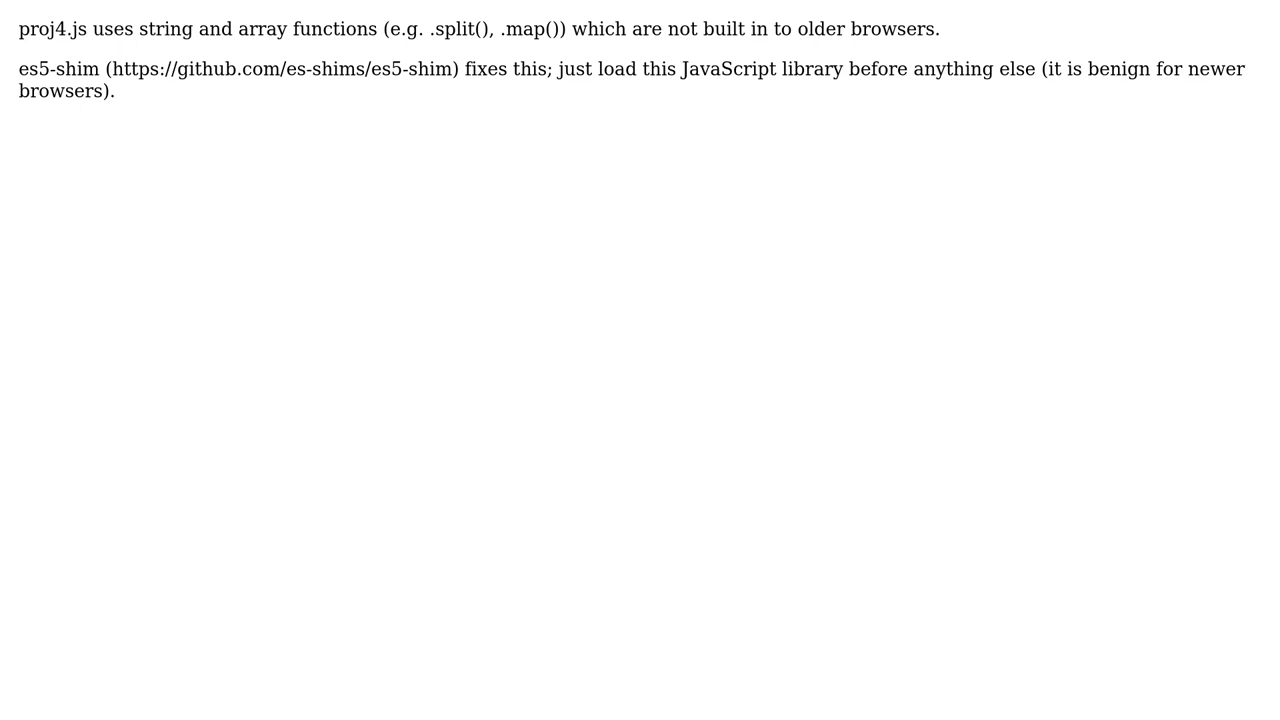 proj4.js uses string and array functions (e.g. .split(), .map()) which are not built in to older browsers.
es5-shim (https://github.com/es-shims/es5-shim) fixes this; just load this JavaScript library before anything else (it is benign for newer
browsers).